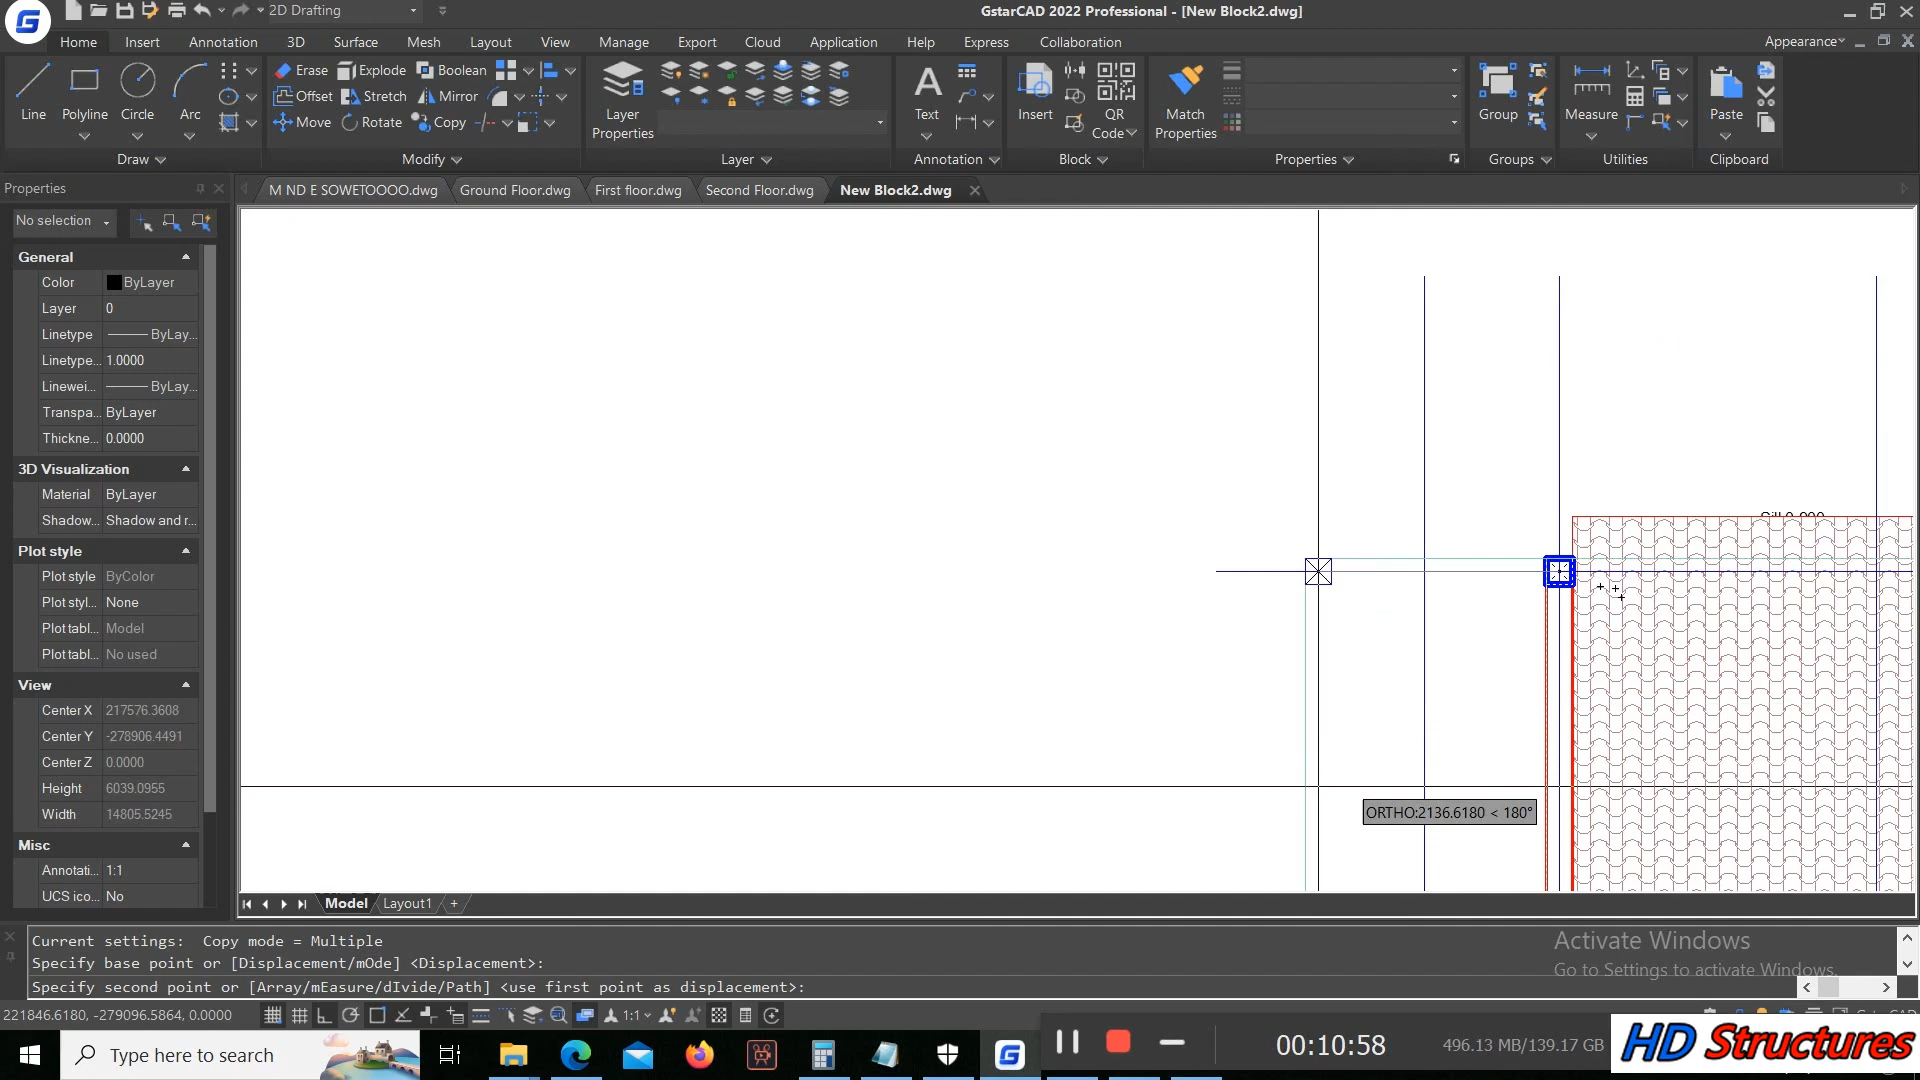 2D Drafting
GstarCAD 2022 Professional - [New Block2.dwg]
Home Insert Annotation 3D Surface Mesh Layout View Manage Export Cloud Application Help Express Collaboration Appearance
Erase Explode Boolean
Offset Stretch Mirror
Move Rotate Copy
Line Polyline Circle Arc
Layer Properties
Text
Insert
QR Code
Match Properties
Group
Measure
Paste
Draw Modify Layer Annotation Block Properties Groups Utilities Clipboard
Properties
M ND E SOWETOOOO.dwg Ground Floor.dwg First floor.dwg Second Floor.dwg New Block2.dwg
No selection
General
Color ByLayer
Layer 0
Linetype ByLay...
Linetype... 1.0000
Linewei... ByLay...
Transpa... ByLayer
Thickne... 0.0000
3D Visualization
Material ByLayer
Shadow... Shadow and r...
Plot style
Plot style ByColor
Plot styl... None
Plot tabl... Model
Plot tabl... No used
View
Center X 217576.3608
Center Y -278906.4491
Center Z 0.0000
Height 6039.0955
Width 14805.5245
Misc
Annotati... 1:1
UCS ico... No
ORTHO:2136.6180 < 180°
Model Layout1 +
Current settings: Copy mode = Multiple
Specify base point or [Displacement/mOde] <Displacement>:
Specify second point or [Array/mEasure/dIvide/Path] <use first point as displacement>:
Activate Windows
Go to Settings to activate Windows.
221846.6180, -279096.5864, 0.0000
1:1
Type here to search
00:10:58
496.13 MB/139.17 GB
HD Structures